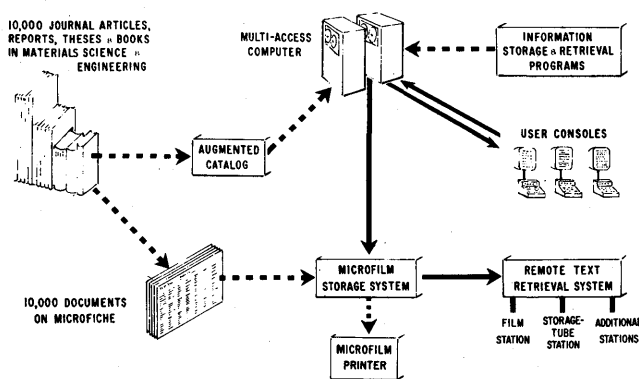 10,000 JOURNAL ARTICLES,
REPORTS, THESES & BOOKS
IN MATERIALS SCIENCE &
ENGINEERING
MULTI-ACCESS
COMPUTER
INFORMATION
STORAGE & RETRIEVAL
PROGRAMS
USER CONSOLES
AUGMENTED
CATALOG
10,000 DOCUMENTS
ON MICROFICHE
MICROFILM
STORAGE SYSTEM
REMOTE TEXT
RETRIEVAL SYSTEM
FILM
STATION
STORAGE-
TUBE
STATION
ADDITIONAL
STATIONS
MICROFILM
PRINTER